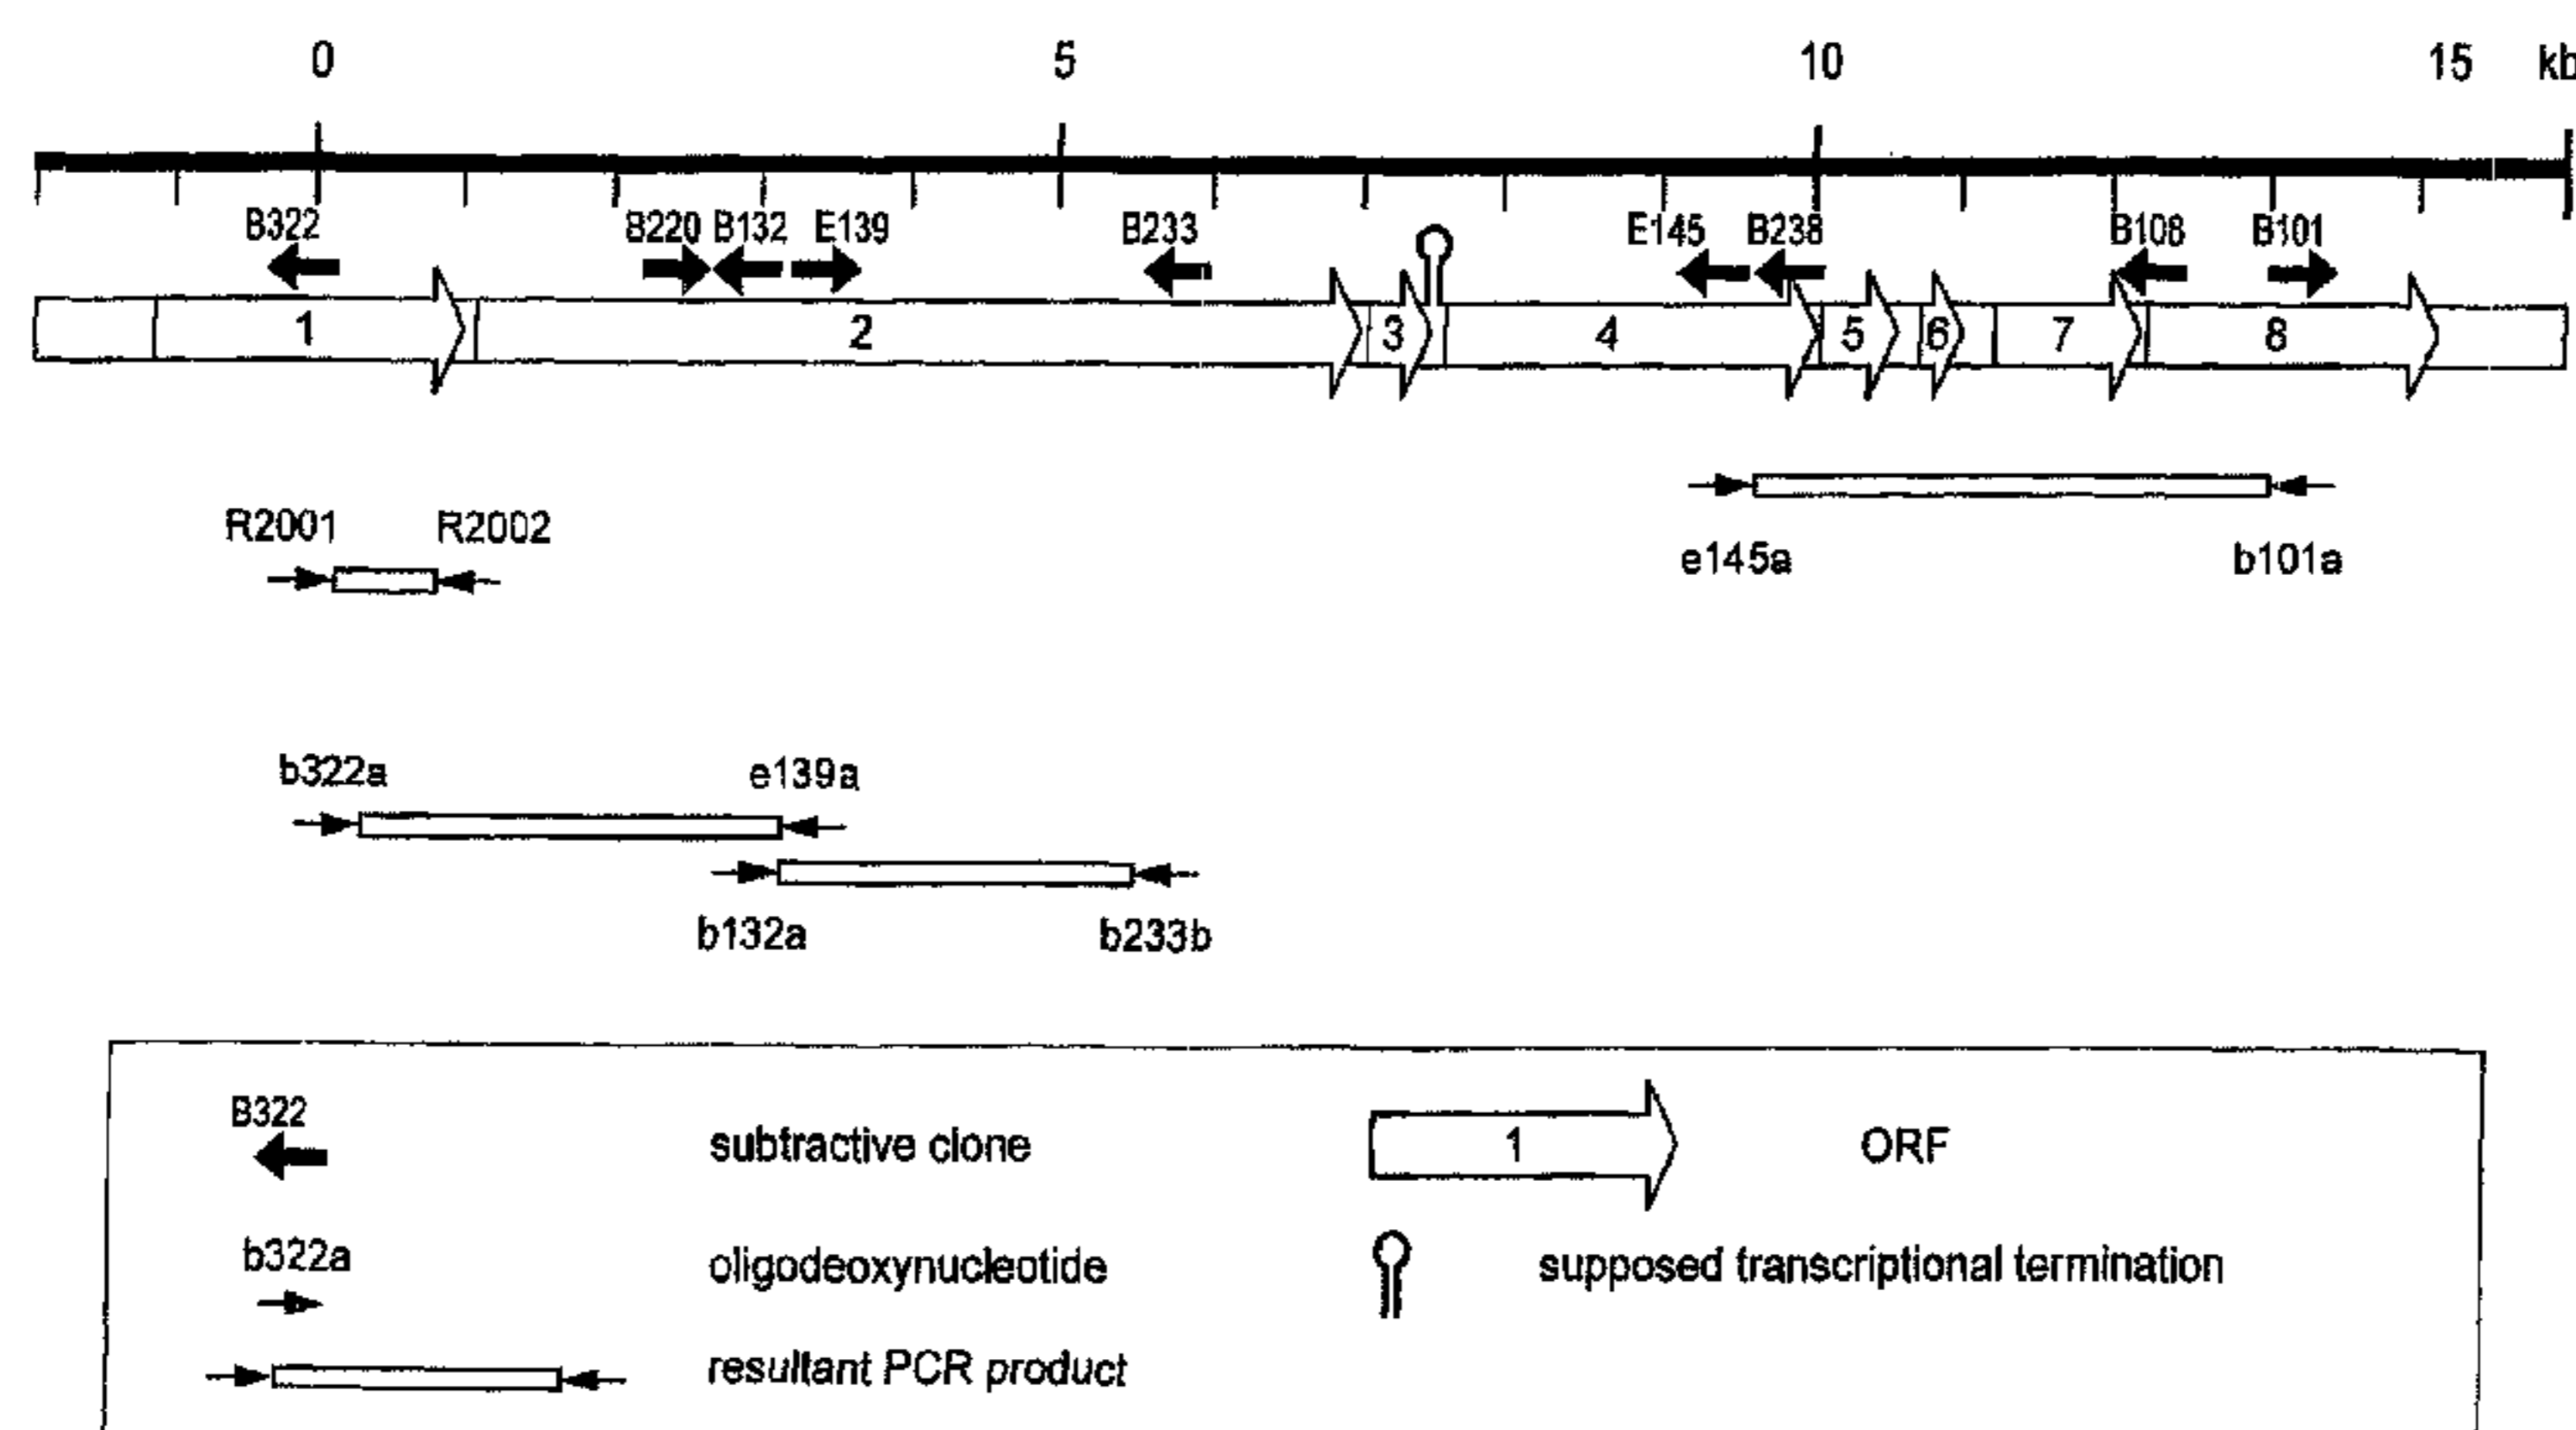 0 5 10 15 kb
B322 B220 B132 E139 B233 E145 B238 B108 B101
1 2 3 4 5 6 7 8
R2001 R2002
e145a b101a
b322a e139a
b132a b233b
B322 subtractive clone
1 ORF
b322a oligodeoxynucleotide
supposed transcriptional termination
resultant PCR product